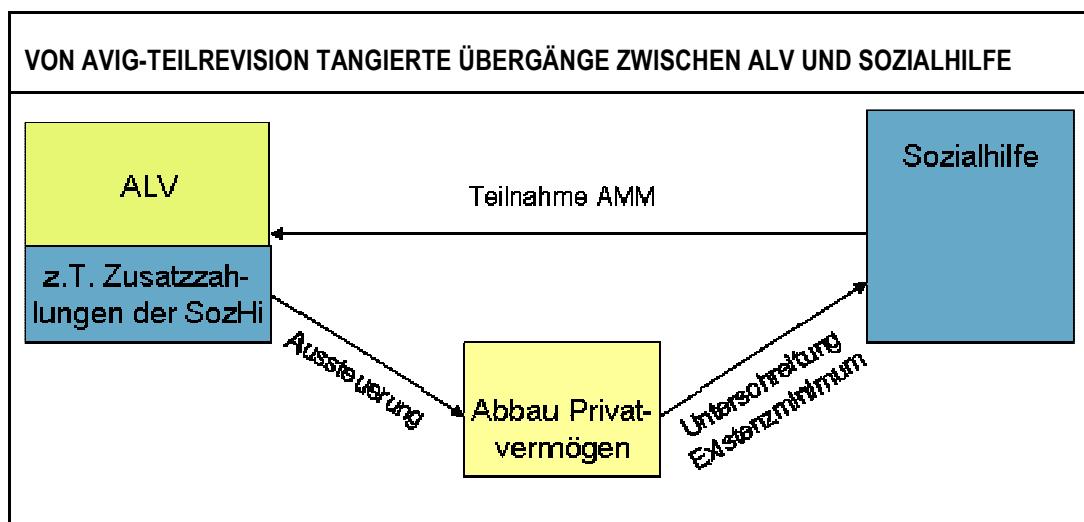 VON AVIG-TEILREVISION TANGIERTE ÜBERGÄNGE ZWISCHEN ALV UND SOZIALHILFE
ALV
z.T. Zusatzzah-
lungen der SozHi
Teilnahme AMM
Sozialhilfe
Aussteuerung
Abbau Privat-
vermögen
Unterschreitung
Existenzminimum